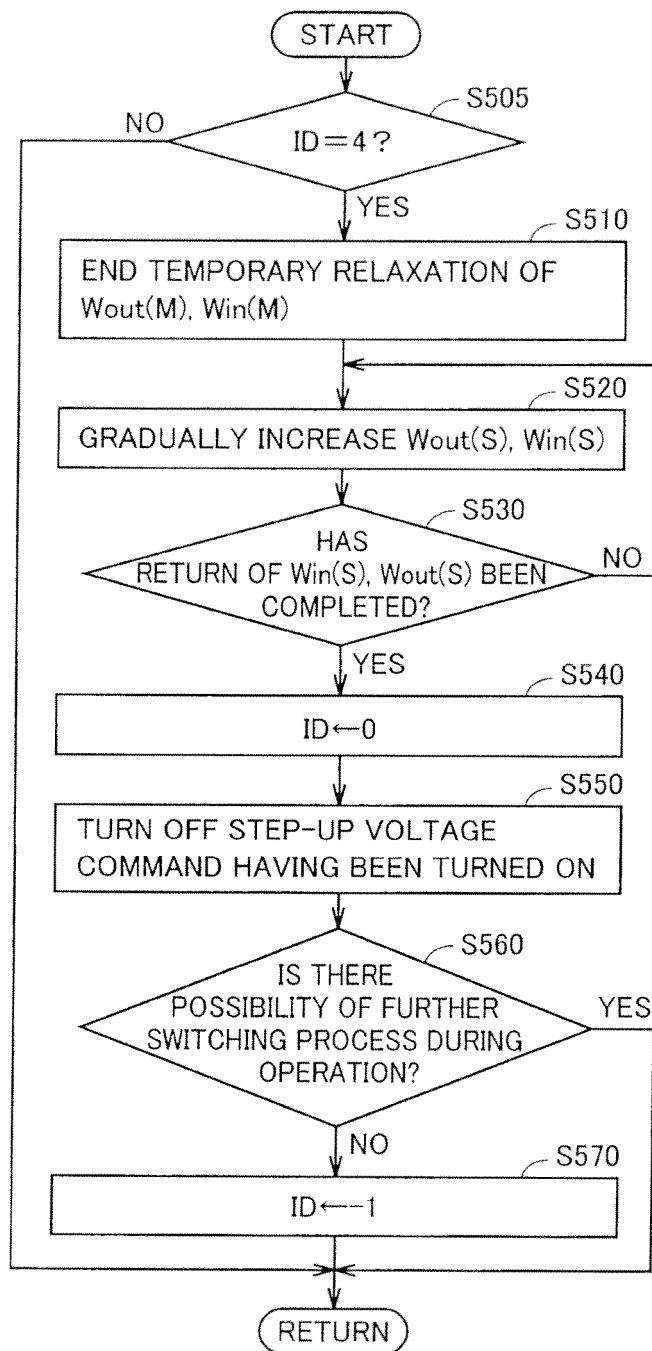 START
S505
NO
ID=4?
YES
S510
END TEMPORARY RELAXATION OF
Wout(M), Win(M)
S520
GRADUALLY INCREASE Wout(S), Win(S)
S530
HAS
RETURN OF Win(S), Wout(S) BEEN
COMPLETED?
NO
YES
S540
ID←0
S550
TURN OFF STEP-UP VOLTAGE
COMMAND HAVING BEEN TURNED ON
S560
IS THERE
POSSIBILITY OF FURTHER
SWITCHING PROCESS DURING
OPERATION?
YES
NO
S570
ID←-1
RETURN